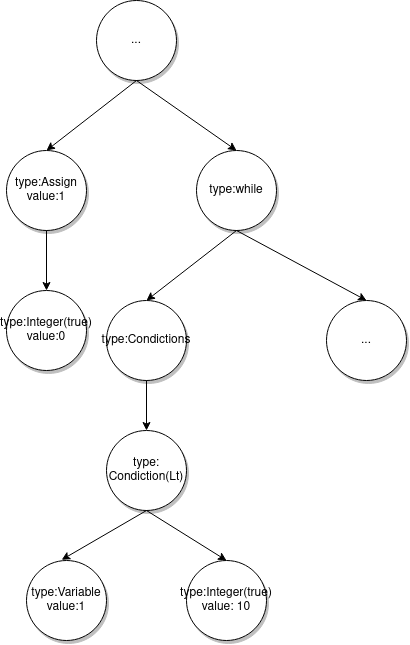 ...
type:Assign
value:1
type:while
type:Integer(true)
value:0
type:Condictions
...
type:
Condiction(Lt)
type:Variable
value:1
type:Integer(true)
value: 10